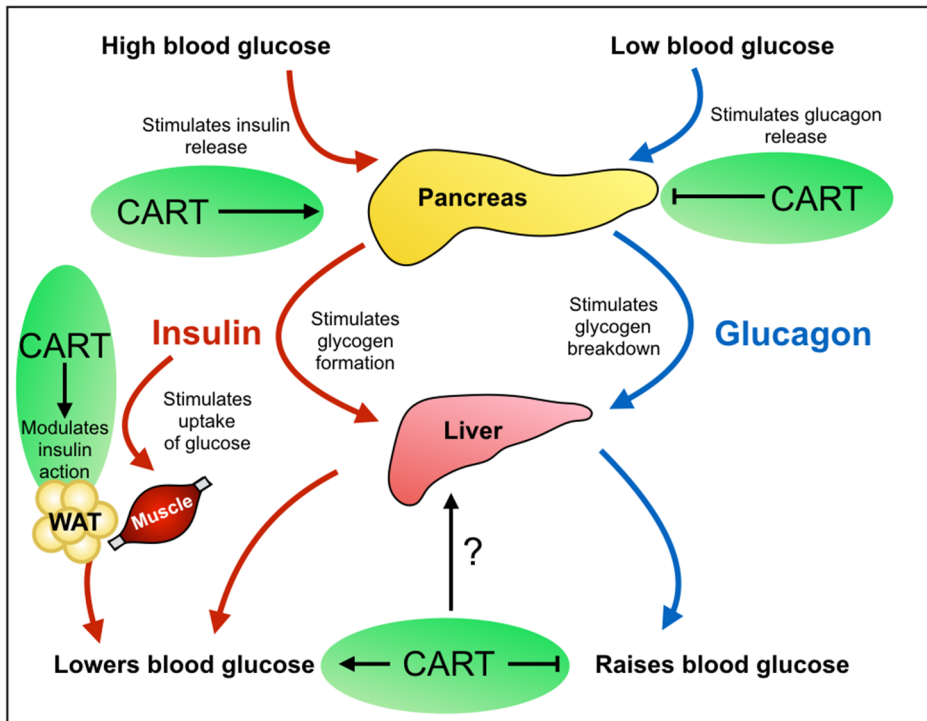 High blood glucose
Low blood glucose
Stimulates insulin
release
Stimulates glucagon
release
CART
Pancreas
CART
CART
Modulates
insulin
action
Insulin
Stimulates
uptake
of glucose
Stimulates
glycogen
formation
Stimulates
glycogen
breakdown
Glucagon
Liver
WAT
Muscle
?
Lowers blood glucose
CART
Raises blood glucose